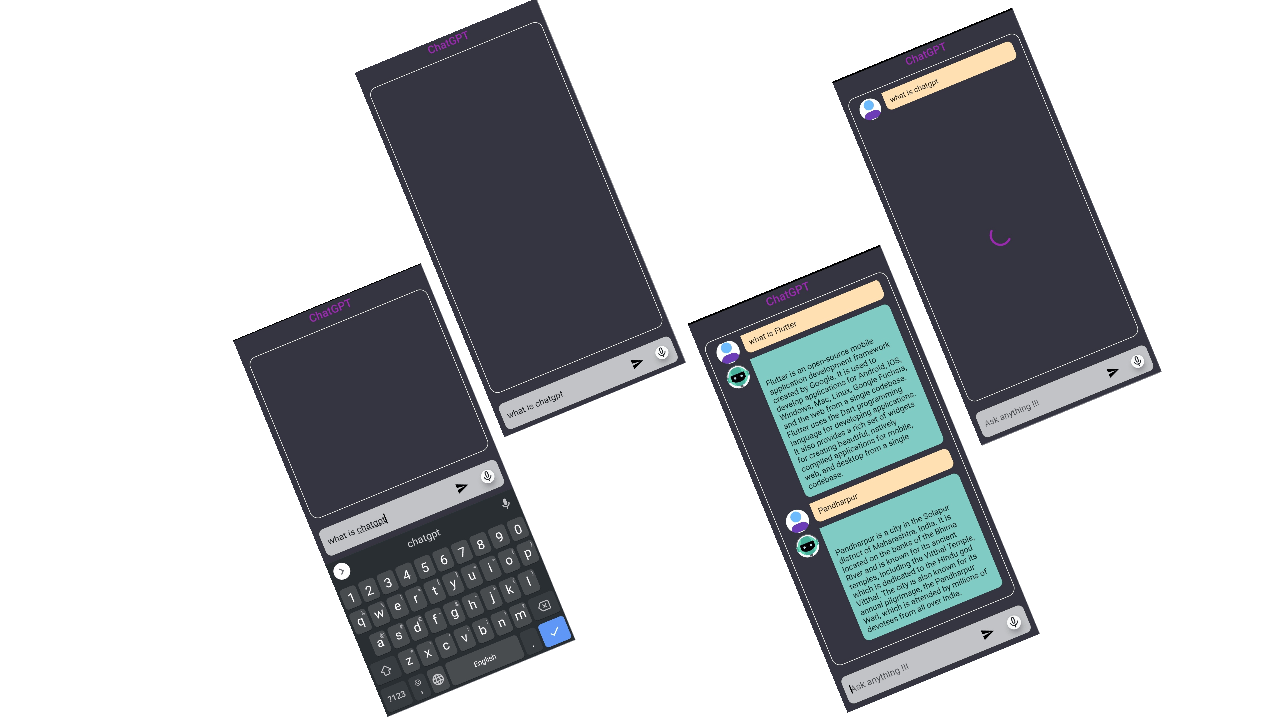 ChatGPT
what is chatgpt
ChatGPT
what is chatgpt
chatgpt
1 2 3 4 5 6 7 8 9 0
q w e r t y u i o p
a s d f g h j k l
z x c v b n m
?123 , English .
ChatGPT
what is chatgpt
Ask anything !!!
ChatGPT
what is Flutter
Flutter is an open-source mobile
application development framework
created by Google. It is used to
develop applications for Android, iOS,
Windows, Mac, Linux, Google Fuchsia,
and the web from a single codebase.
Flutter uses the Dart programming
language for developing applications.
It also provides a rich set of widgets
for creating beautiful, natively
compiled applications for mobile,
web, and desktop from a single
codebase.
Pandharpur
Pandharpur is a city in the Solapur
district of Maharashtra, India. It is
located on the banks of the Bhima
River and is known for its ancient
temples, including the Vitthal Temple,
which is dedicated to the Hindu god
Vitthal. The city is also known for its
annual pilgrimage, the Pandharpur
Wari, which is attended by millions of
devotees from all over India.
Ask anything !!!